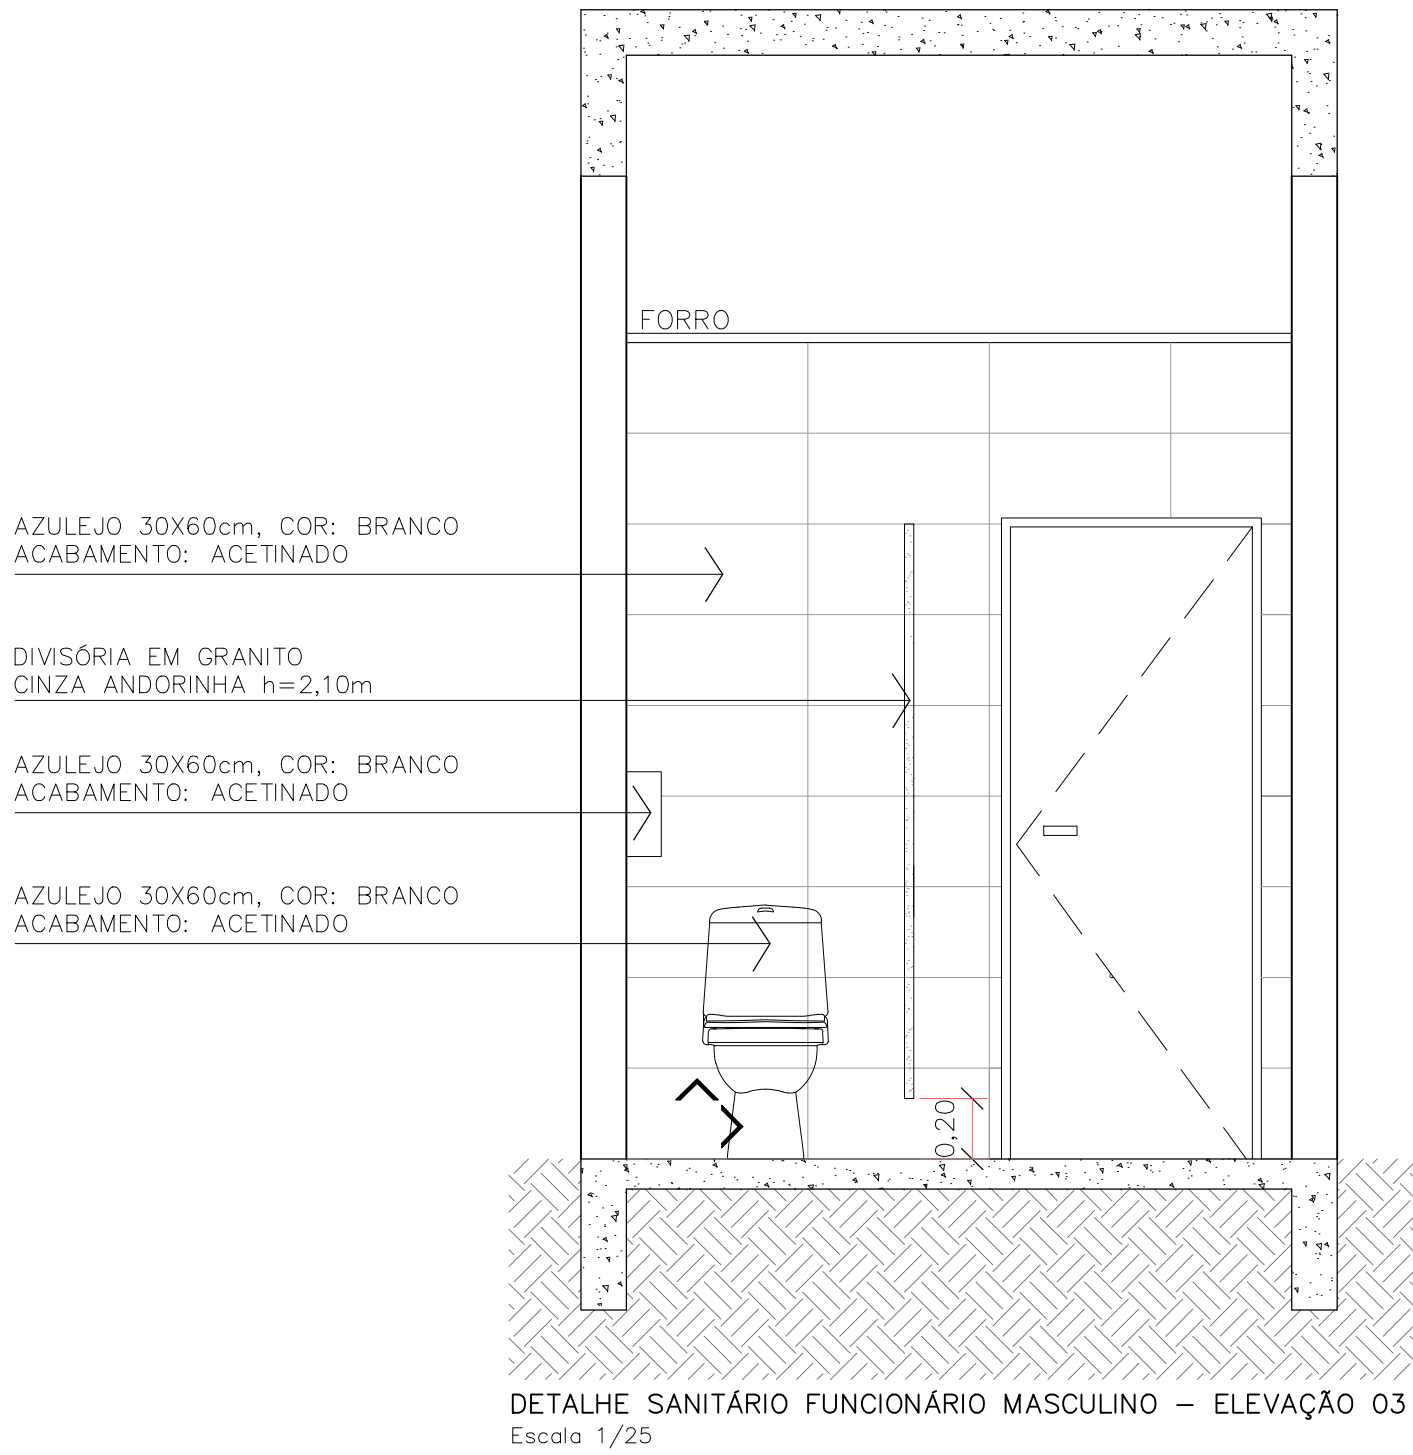 FORRO
AZULEJO 30X60cm, COR: BRANCO
ACABAMENTO: ACETINADO
DIVISÓRIA EM GRANITO
CINZA ANDORINHA h=2,10m
AZULEJO 30X60cm, COR: BRANCO
ACABAMENTO: ACETINADO
AZULEJO 30X60cm, COR: BRANCO
ACABAMENTO: ACETINADO
0,20
DETALHE SANITÁRIO FUNCIONÁRIO MASCULINO – ELEVAÇÃO 03
Escala 1/25